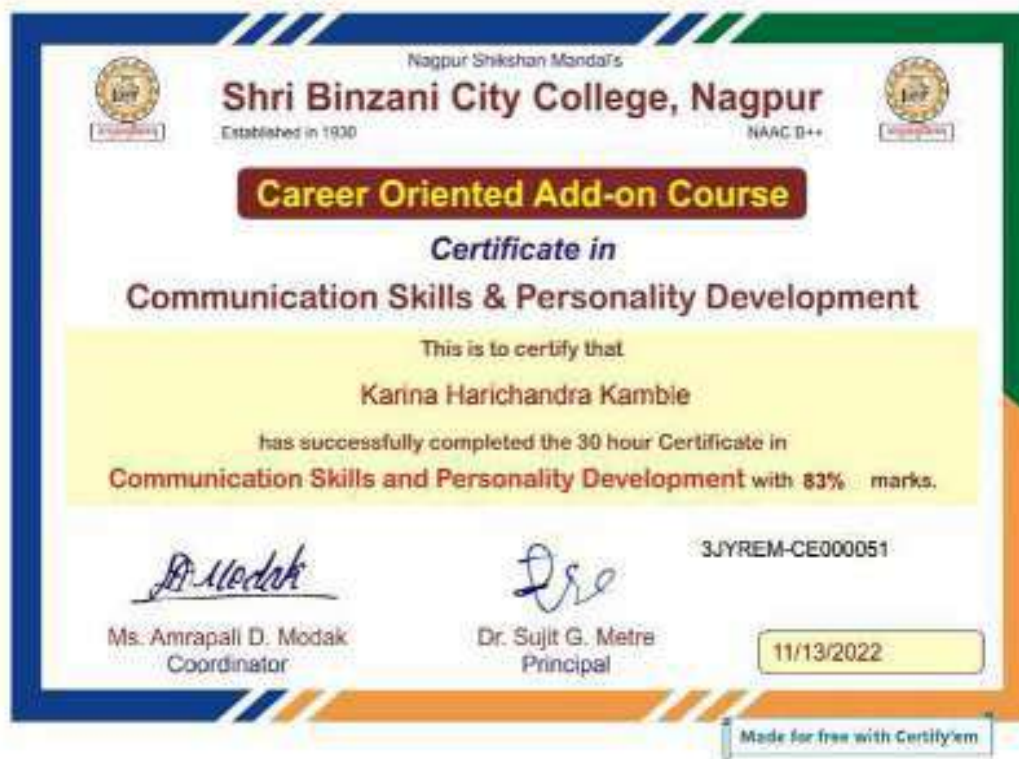 Nagpur Shikshan Mandal's
Shri Binzani City College, Nagpur
Established in 1930
NAAC B++
Career Oriented Add-on Course
Certificate in
Communication Skills & Personality Development
This is to certify that
Karina Harichandra Kamble
has successfully completed the 30 hour Certificate in
Communication Skills and Personality Development with 83% marks.
3JYREM-CE000051
Modak
Ms. Amrapali D. Modak
Coordinator
Dr. Sujit G. Metre
Principal
11/13/2022
Made for free with Certify'em